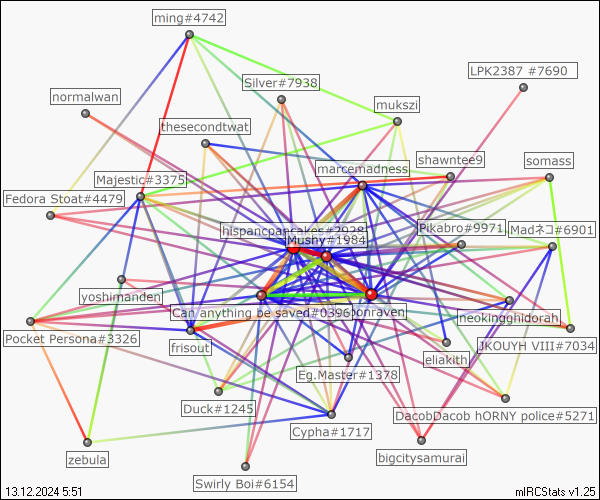 ming#4742
LPK2387 #7690
Silver#7938
normalwan
mukszi
thesecondtwat
shawntee9
somass
marcemadness
Majestic#3375
Fedora Stoat#4479
hispancpancakes#2928
Pikabro#9971
Madネコ#6901
Mushy#1984
yoshimanden
Can anything be saved#0396
bonraven
neokingghidorah
Pocket Persona#3326
frisout
eliakith
JKOUYH VIII#7034
Eg.Master#1378
Duck#1245
DacobDacob hORNY police#5271
Cypha#1717
zebula
bigcitysamurai
Swirly Boi#6154
13.12.2024 5:51
mIRCStats v1.25